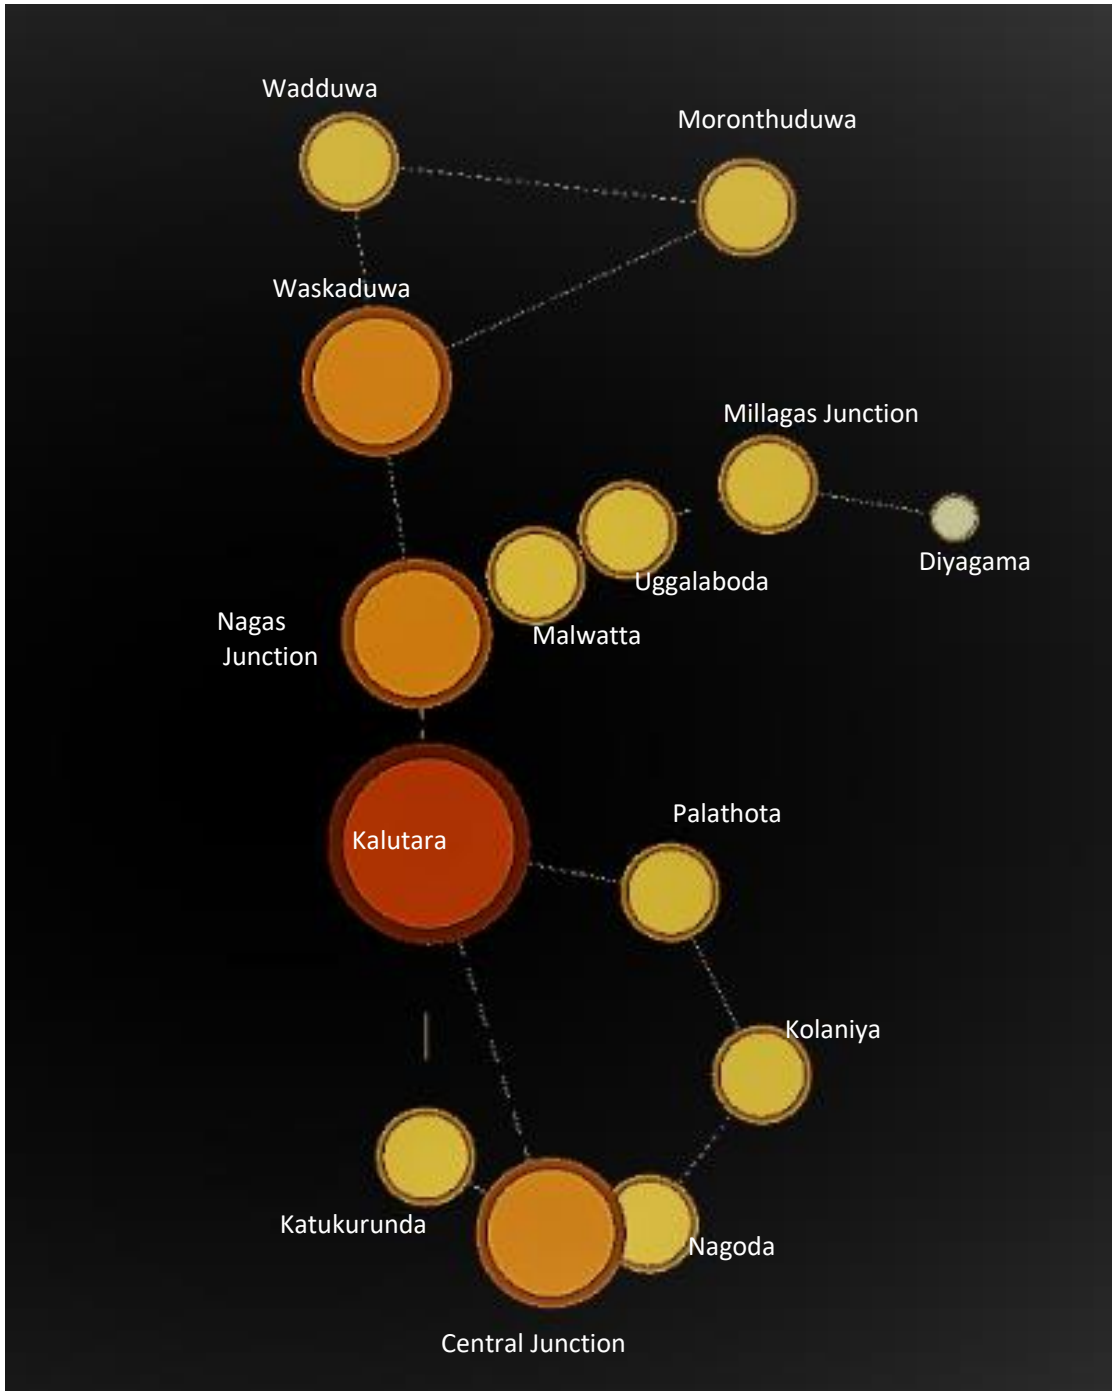 Wadduwa
Moronthuduwa
Waskaduwa
Millagas Junction
Diyagama
Uggalaboda
Malwatta
Nagas
Junction
Palathota
Kalutara
Kolaniya
Katukurunda
Nagoda
Central Junction